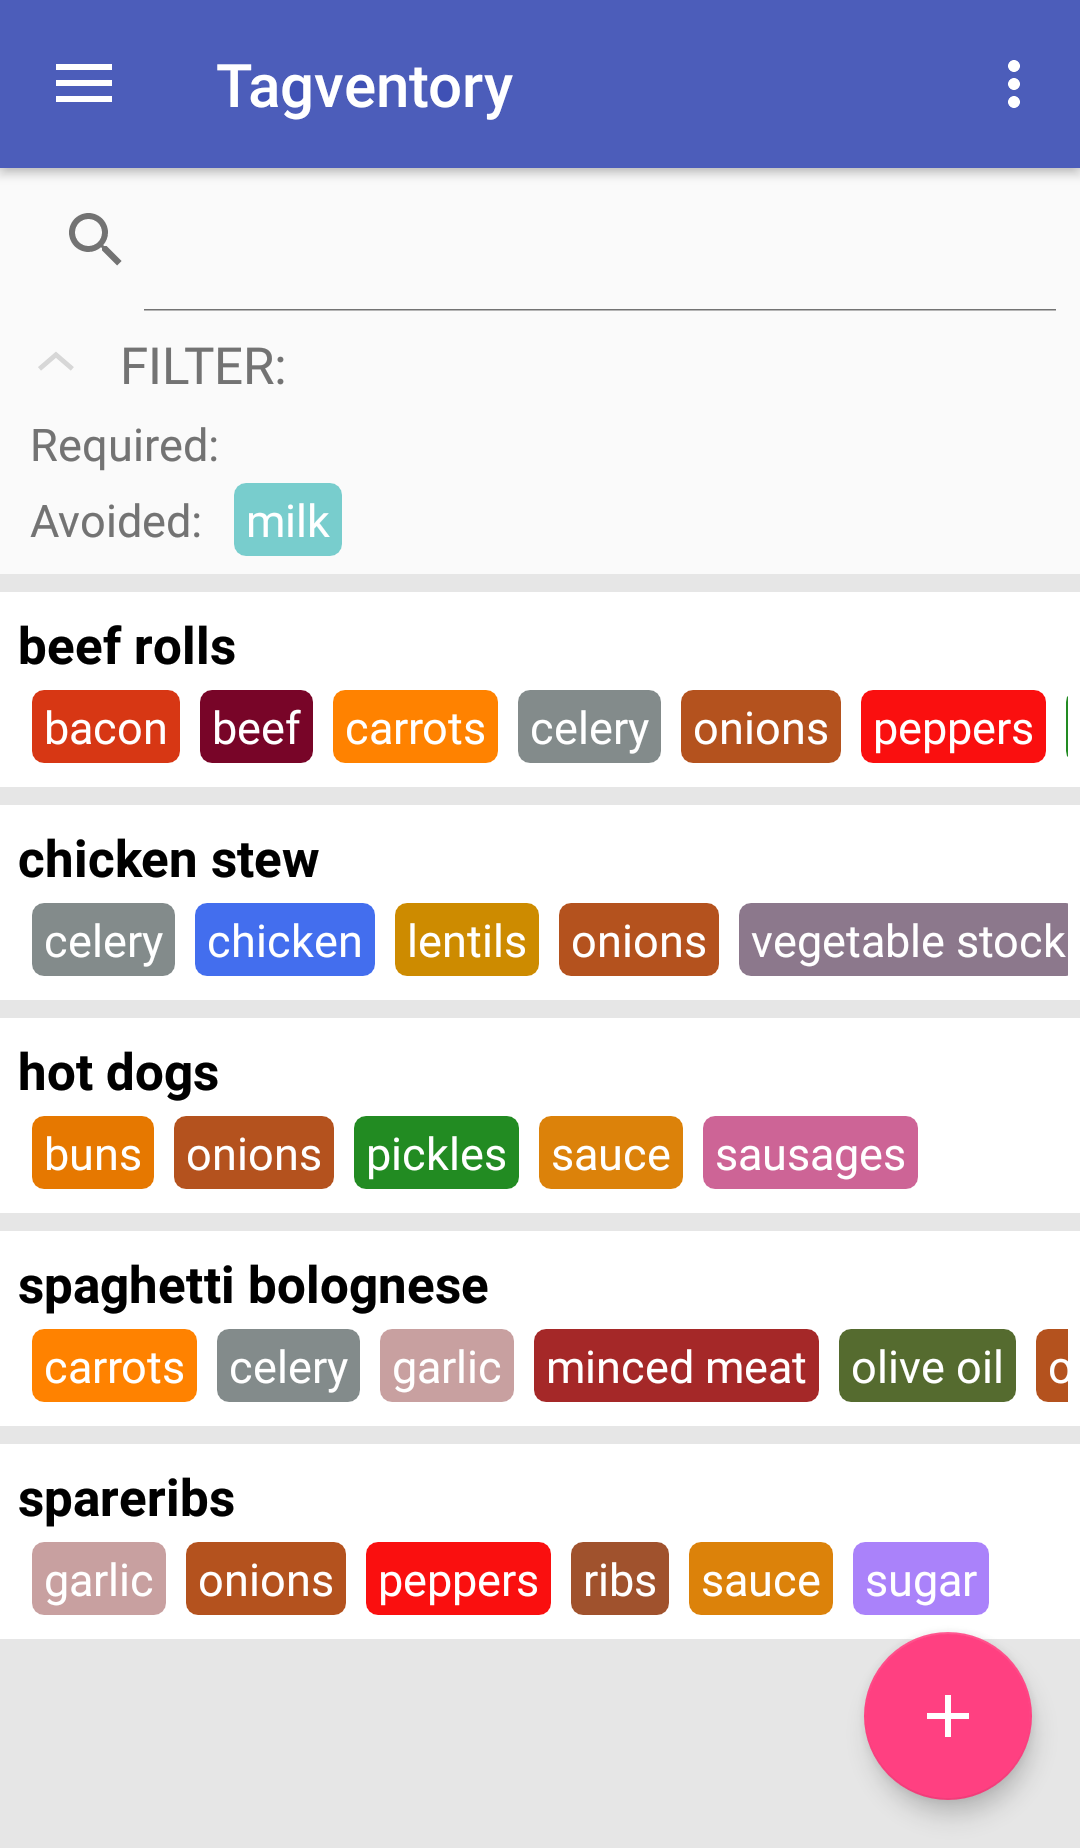 Tagventory
FILTER:
Required:
Avoided: milk
beef rolls
bacon beef carrots celery onions peppers
chicken stew
celery chicken lentils onions vegetable stock
hot dogs
buns onions pickles sauce sausages
spaghetti bolognese
carrots celery garlic minced meat olive oil
spareribs
garlic onions peppers ribs sauce sugar